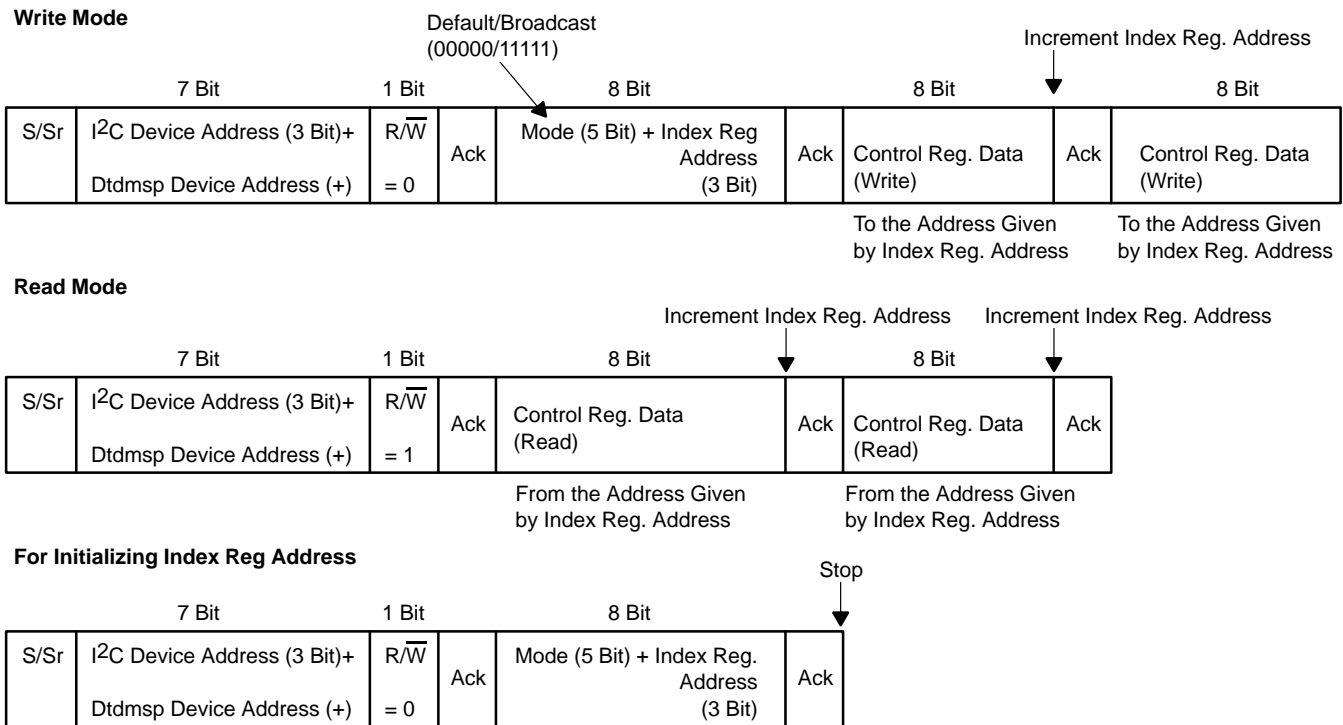 Write Mode
Default/Broadcast
(00000/11111)
Increment Index Reg. Address
7 Bit 1 Bit 8 Bit 8 Bit 8 Bit
S/Sr
I2C Device Address (3 Bit)+
Dtdmsp Device Address (+)
R/W
= 0
Ack
Mode (5 Bit) + Index Reg
Address
(3 Bit)
Ack
Control Reg. Data
(Write)
Ack
Control Reg. Data
(Write)
To the Address Given
by Index Reg. Address
To the Address Given
by Index Reg. Address
Read Mode
Increment Index Reg. Address
Increment Index Reg. Address
7 Bit 1 Bit 8 Bit 8 Bit
S/Sr
I2C Device Address (3 Bit)+
Dtdmsp Device Address (+)
R/W
= 1
Ack
Control Reg. Data
(Read)
Ack
Control Reg. Data
(Read)
Ack
From the Address Given
by Index Reg. Address
From the Address Given
by Index Reg. Address
For Initializing Index Reg Address
Stop
7 Bit 1 Bit 8 Bit
S/Sr
I2C Device Address (3 Bit)+
Dtdmsp Device Address (+)
R/W
= 0
Ack
Mode (5 Bit) + Index Reg.
Address
(3 Bit)
Ack